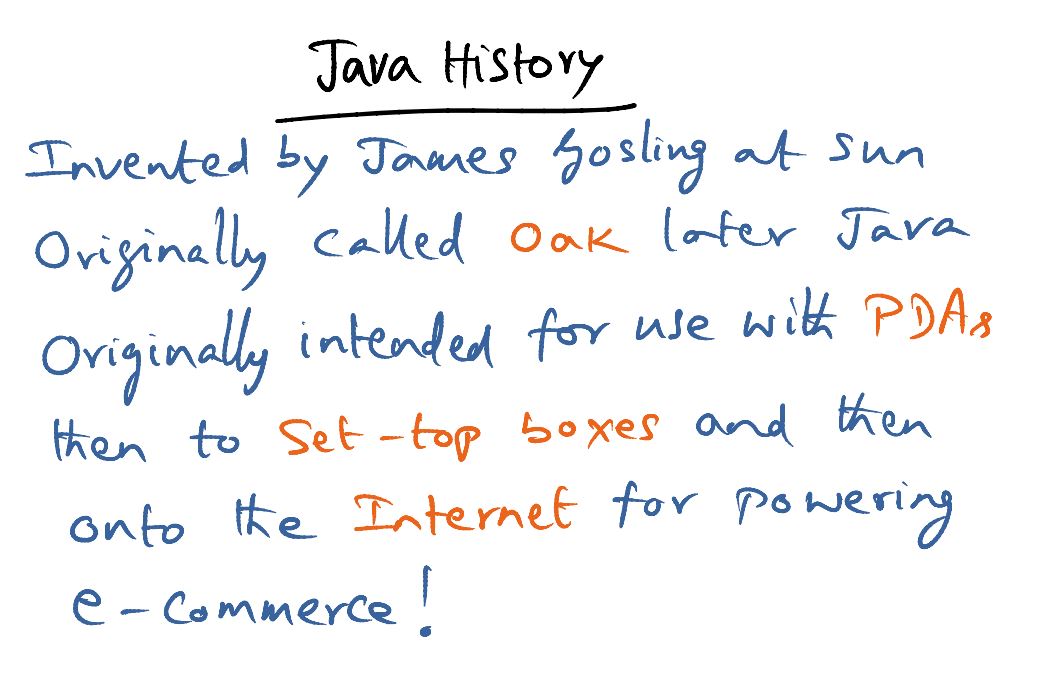 Java History
Invented by James Gosling at Sun
Originally called Oak later Java
Originally intended for use with PDAs
then to Set-top boxes and then
onto the Internet for powering
e-commerce!